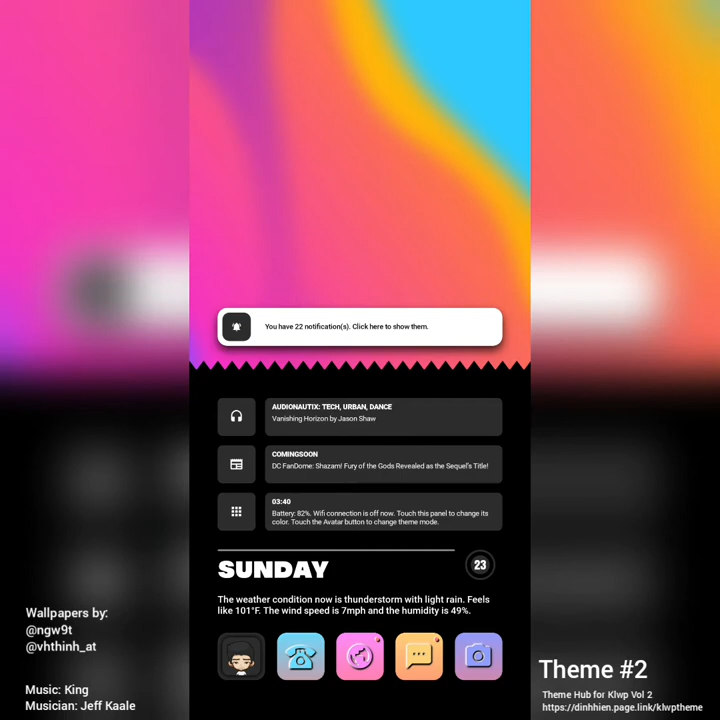 You have 22 notification(s). Click here to show them.
AUDIONAUTIX: TECH, URBAN, DANCE
Vanishing Horizon by Jason Shaw
COMINGSOON
DC FanDome: Shazam! Fury of the Gods Revealed as the Sequel's Title!
03:40
Battery: 82%. Wifi connection is off now. Touch this panel to change its
color. Touch the Avatar button to change theme mode.
SUNDAY
23
The weather condition now is thunderstorm with light rain. Feels
like 101°F. The wind speed is 7mph and the humidity is 49%.
Wallpapers by:
@ngw9t
@vhthinh_at
Music: King
Musician: Jeff Kaale
Theme #2
Theme Hub for Klwp Vol 2
https://dinhhien.page.link/klwptheme